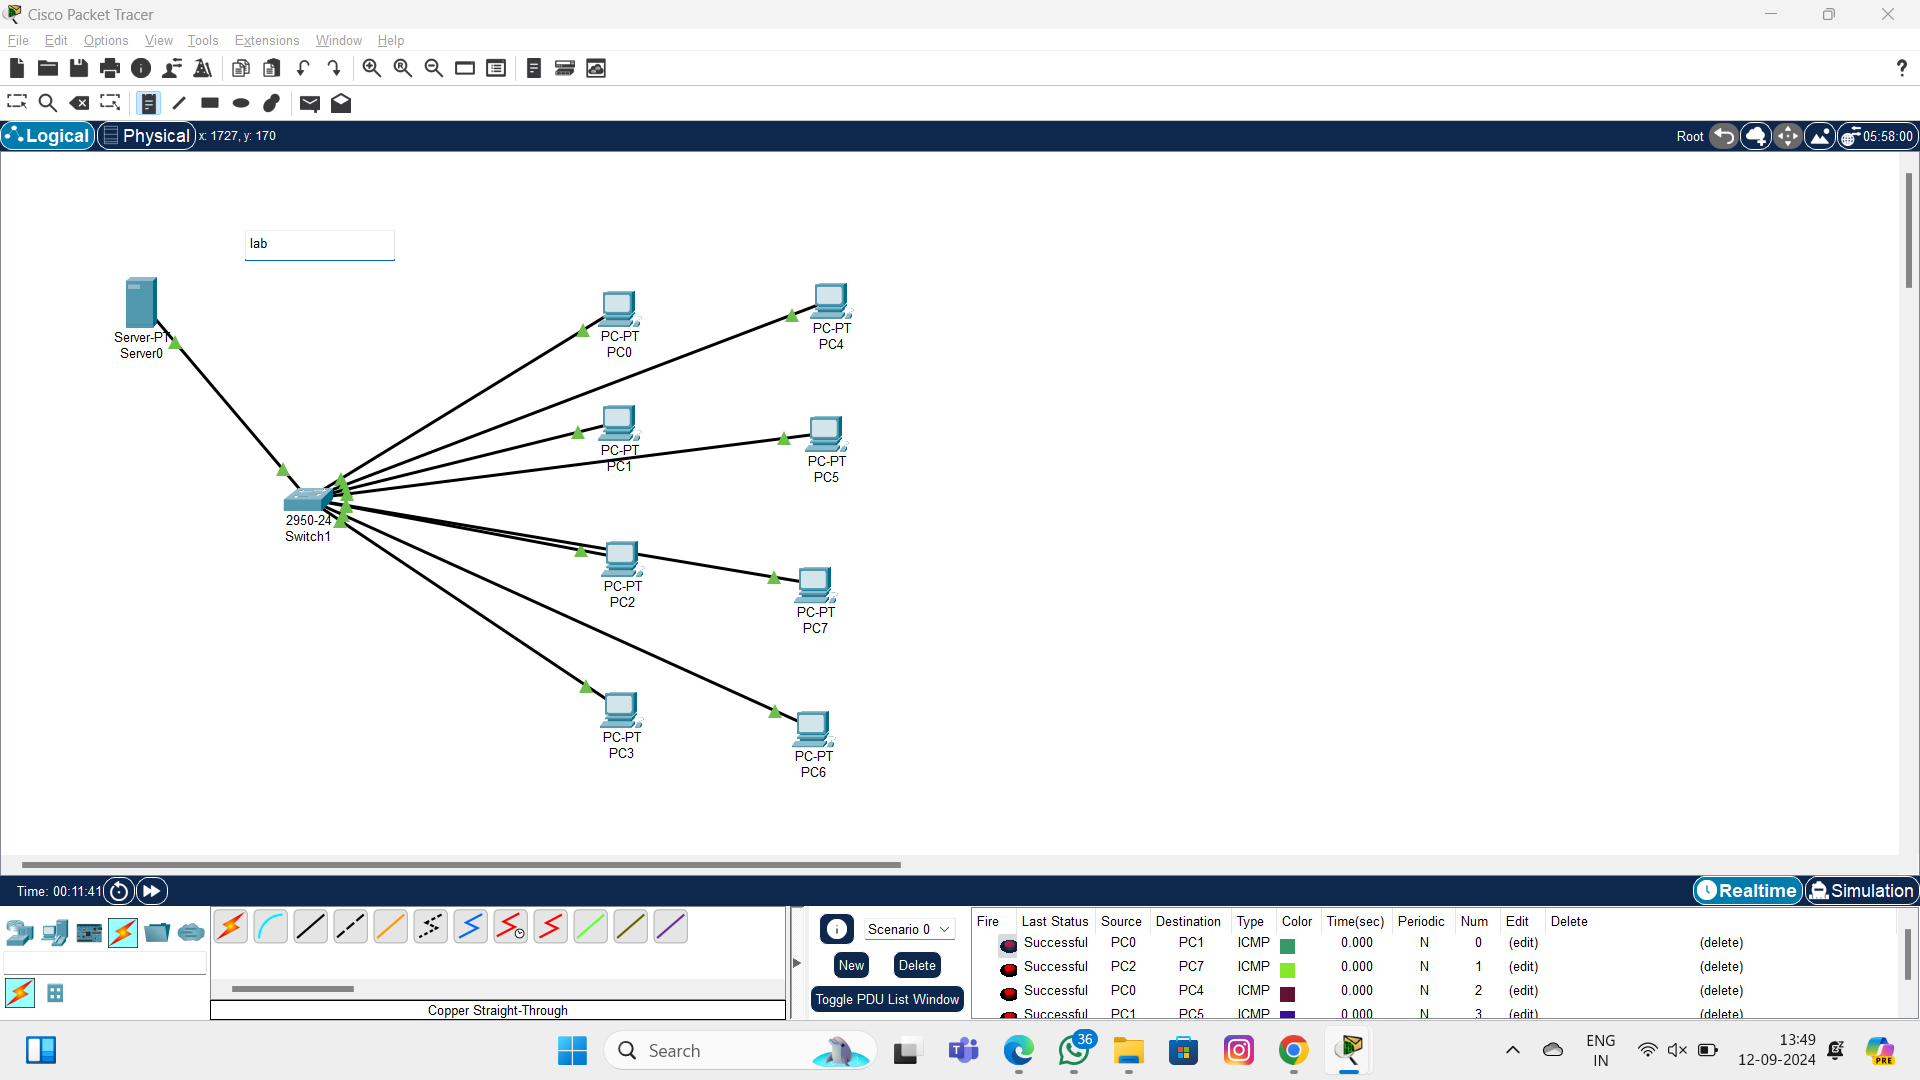 Cisco Packet Tracer
File Edit Options View Tools Extensions Window Help
?
Logical Physical x: 1727, y: 170 Root 05:58:00
lab
Server-PT
Server0
PC-PT
PC0
PC-PT
PC4
PC-PT
PC1
PC-PT
PC5
2950-24
Switch1
PC-PT
PC2
PC-PT
PC7
PC-PT
PC3
PC-PT
PC6
Time: 00:11:41 Realtime Simulation
Scenario 0
New Delete
Toggle PDU List Window
Copper Straight-Through
Fire Last Status Source Destination Type Color Time(sec) Periodic Num Edit Delete
Successful PC0 PC1 ICMP 0.000 N 0 (edit) (delete)
Successful PC2 PC7 ICMP 0.000 N 1 (edit) (delete)
Successful PC0 PC4 ICMP 0.000 N 2 (edit) (delete)
Successful PC1 PC5 ICMP 0.000 N 3 (edit) (delete)
Search
36
ENG
IN
13:49
12-09-2024
PRE